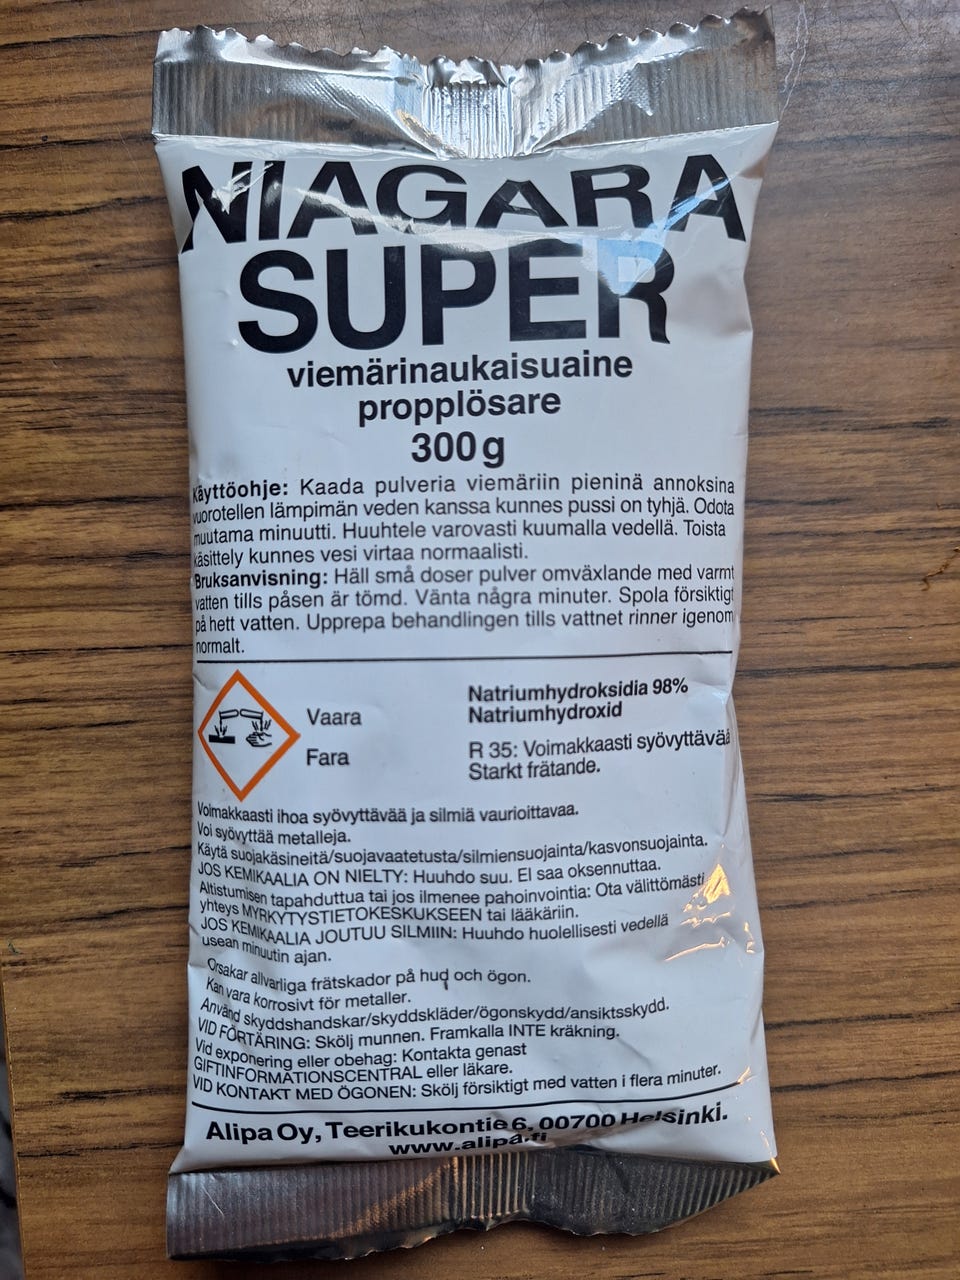 NIAGARA
SUPER
viemärinaukaisuaine
propplösare
300g
Käyttöohje: Kaada pulveria viemäriin pieninä annoksina
vuorotellen lämpimän veden kanssa kunnes pussi on tyhjä. Odota
muutama minuutti. Huuhtele varovasti kuumalla vedellä. Toista
käsittely kunnes vesi virtaa normaalisti.
Bruksanvisning: Häll små doser pulver omväxlande med varmt
vatten tills påsen är tömd. Vänta några minuter. Spola försiktigt
på hett vatten. Upprepa behandlingen tills vattnet rinner igenom
normalt.
Vaara
Fara
Natriumhydroksidia 98%
Natriumhydroxid
R 35: Voimakkaasti syövyttävää
Starkt frätande.
Voimakkaasti ihoa syövyttävää ja silmiä vaurioittavaa.
Voi syövyttää metalleja.
Käytä suojakäsineitä/suojavaatetusta/silmiensuojainta/kasvonsuojainta.
JOS KEMIKAALIA ON NIELTY: Huuhdo suu. EI saa oksennuttaa.
Altistumisen tapahduttua tai jos ilmenee pahoinvointia: Ota välittömästi
yhteys MYRKYTYSTIETOKESKUKSEEN tai lääkäriin.
JOS KEMIKAALIA JOUTUU SILMIIN: Huuhdo huolellisesti vedellä
usean minuutin ajan.
Orsakar allvarliga frätskador på hud och ögon.
Kan vara korrosivt för metaller.
Använd skyddshandskar/skyddskläder/ögonskydd/ansiktsskydd.
VID FÖRTÄRING: Skölj munnen. Framkalla INTE kräkning.
Vid exponering eller obehag: Kontakta genast
GIFTINFORMATIONSCENTRAL eller läkare.
VID KONTAKT MED ÖGONEN: Skölj försiktigt med vatten i flera minuter.
Alipa Oy, Teerikukontie 6, 00700 Helsinki.
www.alipa.fi